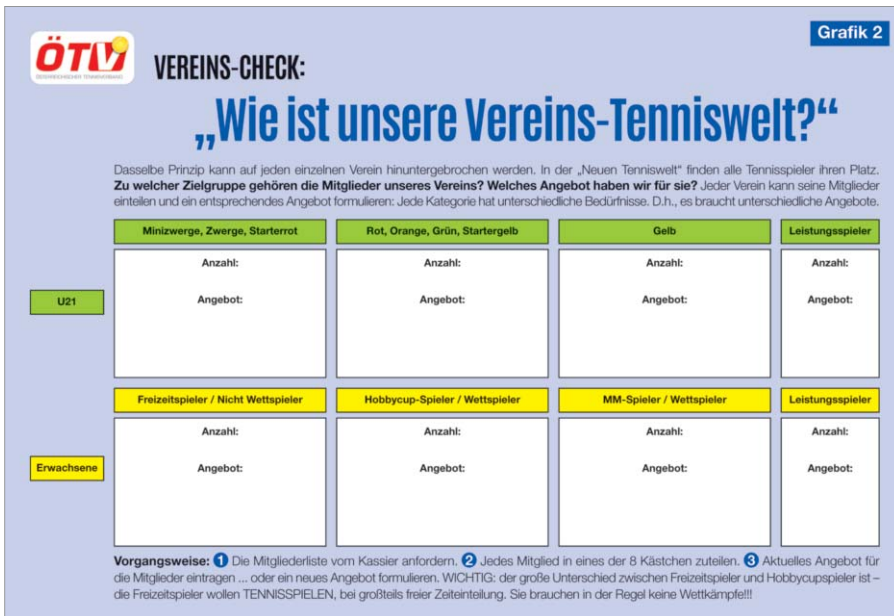 Grafik 2
ÖTV
ÖSTERREICHISCHER TENNISVERBAND
VEREINS-CHECK:
„Wie ist unsere Vereins-Tenniswelt?“
Dasselbe Prinzip kann auf jeden einzelnen Verein hinuntergebrochen werden. In der „Neuen Tenniswelt“ finden alle Tennisspieler ihren Platz.
Zu welcher Zielgruppe gehören die Mitglieder unseres Vereins? Welches Angebot haben wir für sie? Jeder Verein kann seine Mitglieder
einteilen und ein entsprechendes Angebot formulieren: Jede Kategorie hat unterschiedliche Bedürfnisse. D.h., es braucht unterschiedliche Angebote.
Minizwerge, Zwerge, Starterrot
Rot, Orange, Grün, Startergelb
Gelb
Leistungsspieler
U21
Anzahl:
Angebot:
Anzahl:
Angebot:
Anzahl:
Angebot:
Anzahl:
Angebot:
Freizeitspieler / Nicht Wettspieler
Hobbycup-Spieler / Wettspieler
MM-Spieler / Wettspieler
Leistungsspieler
Erwachsene
Anzahl:
Angebot:
Anzahl:
Angebot:
Anzahl:
Angebot:
Anzahl:
Angebot:
Vorgangsweise: 1 Die Mitgliederliste vom Kassier anfordern. 2 Jedes Mitglied in eines der 8 Kästchen zuteilen. 3 Aktuelles Angebot für
die Mitglieder eintragen ... oder ein neues Angebot formulieren. WICHTIG: der große Unterschied zwischen Freizeitspieler und Hobbycupspieler ist –
die Freizeitspieler wollen TENNISSPIELEN, bei großteils freier Zeiteinteilung. Sie brauchen in der Regel keine Wettkämpfe!!!